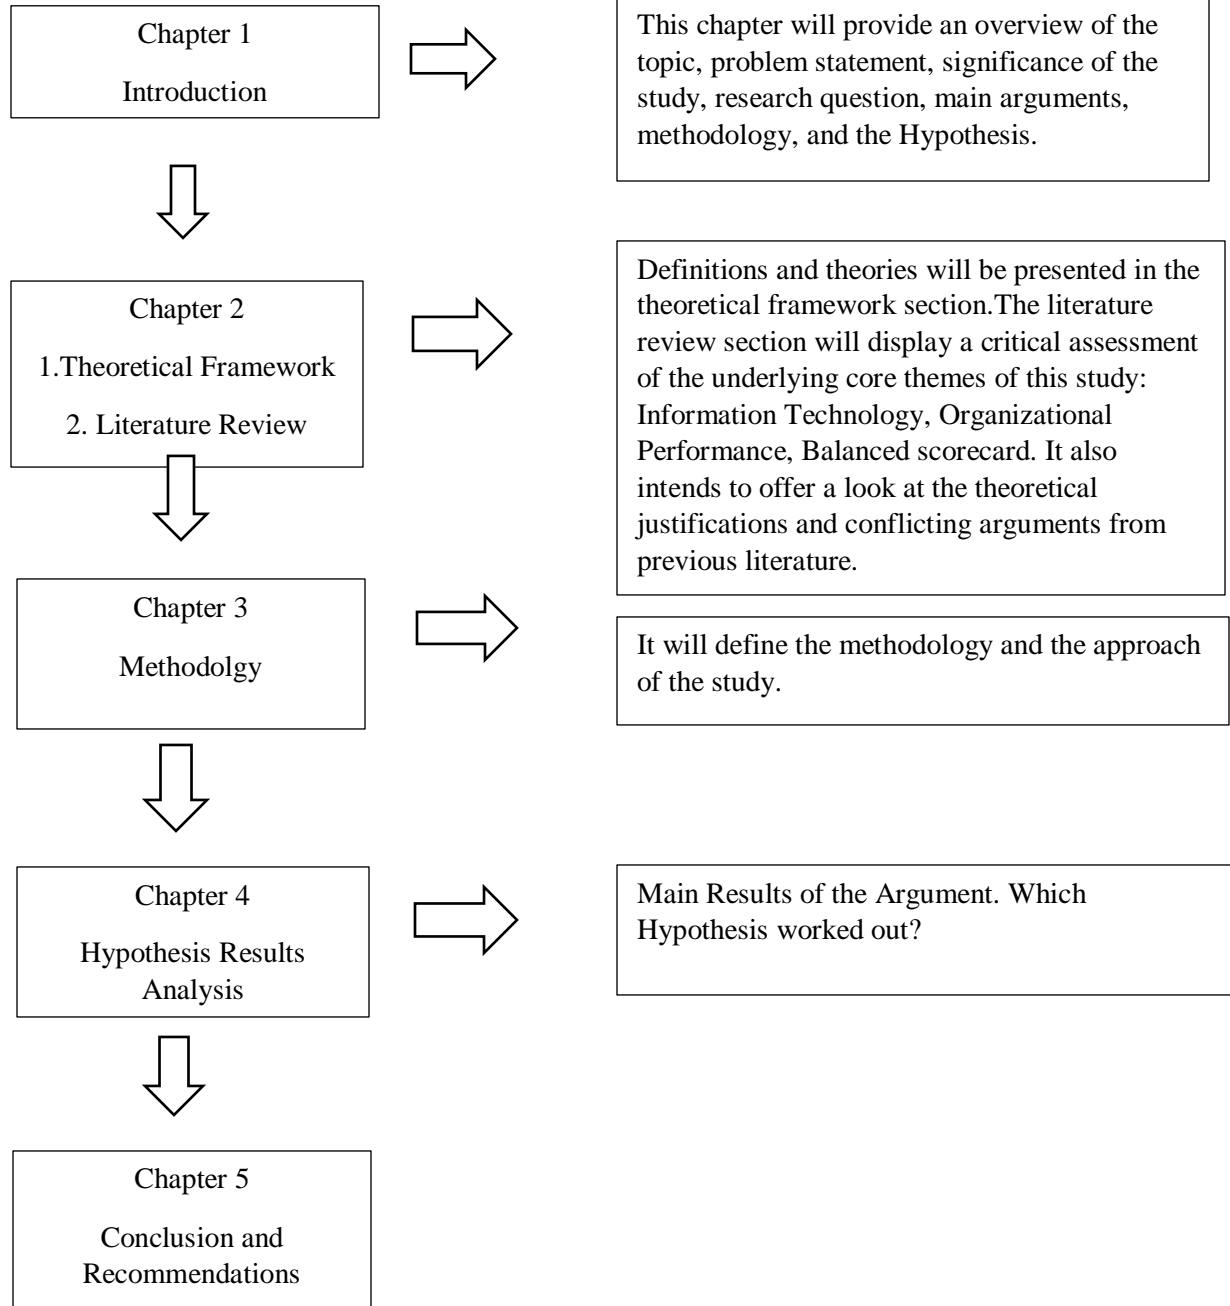 Chapter 1
Introduction
This chapter will provide an overview of the
topic, problem statement, significance of the
study, research question, main arguments,
methodology, and the Hypothesis.
Chapter 2
1.Theoretical Framework
2. Literature Review
Definitions and theories will be presented in the
theoretical framework section.The literature
review section will display a critical assessment
of the underlying core themes of this study:
Information Technology, Organizational
Performance, Balanced scorecard. It also
intends to offer a look at the theoretical
justifications and conflicting arguments from
previous literature.
Chapter 3
Methodolgy
It will define the methodology and the approach
of the study.
Chapter 4
Hypothesis Results
Analysis
Main Results of the Argument. Which
Hypothesis worked out?
Chapter 5
Conclusion and
Recommendations